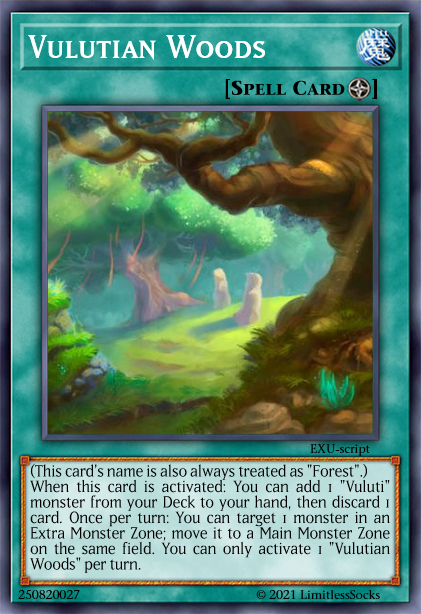 Vulutian Woods
魔
[Spell Card]
EXU-script
(This card's name is also always treated as "Forest".)
When this card is activated: You can add 1 "Vuluti"
monster from your Deck to your hand, then discard 1
card. Once per turn: You can target 1 monster in an
Extra Monster Zone; move it to a Main Monster Zone
on the same field. You can only activate 1 "Vulutian
Woods" per turn.
250820027
© 2021 LimitlessSocks